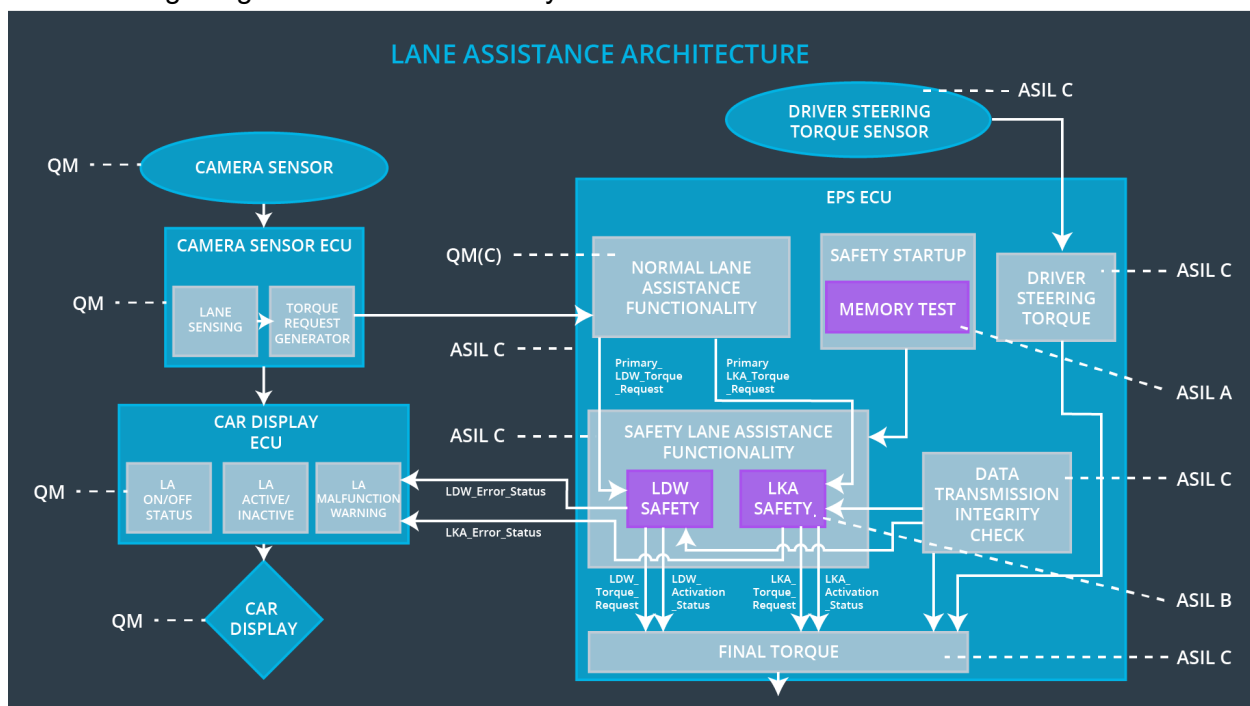 LANE ASSISTANCE ARCHITECTURE
ASIL C
DRIVER STEERING
TORQUE SENSOR
QM
CAMERA SENSOR
EPS ECU
CAMERA SENSOR ECU
QM(C)
NORMAL LANE
ASSISTANCE
FUNCTIONALITY
SAFETY STARTUP
MEMORY TEST
DRIVER
STEERING
TORQUE
ASIL C
QM
LANE
SENSING
TORQUE
REQUEST
GENERATOR
ASIL C
Primary_
LDW_Torque
_Request
Primary
LKA_Torque
_Request
ASIL A
CAR DISPLAY
ECU
ASIL C
SAFETY LANE ASSISTANCE
FUNCTIONALITY
QM
LA
ON/OFF
STATUS
LA
ACTIVE/
INACTIVE
LA
MALFUNCTION
WARNING
LDW_Error_Status
LKA_Error_Status
LDW
SAFETY
LKA
SAFETY
DATA
TRANSMISSION
INTEGRITY
CHECK
ASIL C
LDW_
Torque_
Request
LDW_
Activation
_Status
LKA_
Torque_
Request
LKA_
Activation
_Status
ASIL B
QM
CAR
DISPLAY
FINAL TORQUE
ASIL C